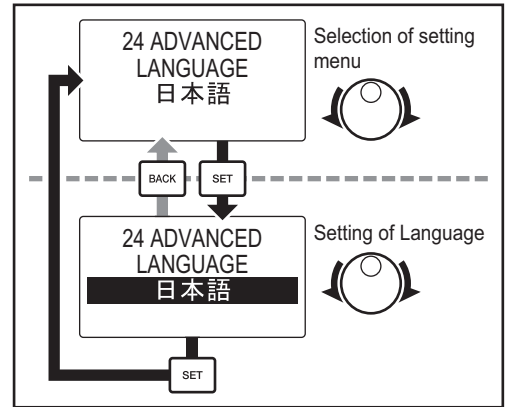 24 ADVANCED
LANGUAGE
日本語
Selection of setting
menu
BACK
SET
24 ADVANCED
LANGUAGE
日本語
Setting of Language
SET